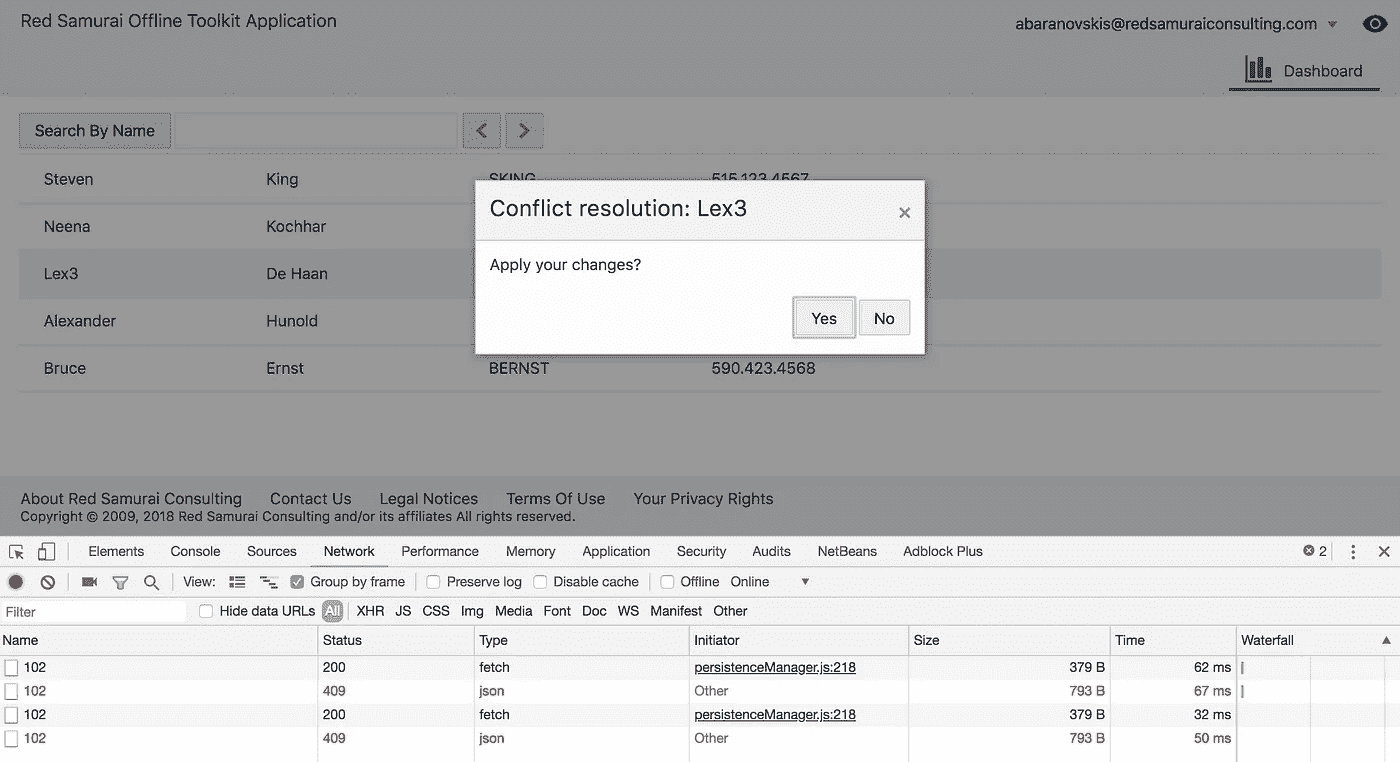 Red Samurai Offline Toolkit Application
abaranovskis@redsamuraiconsulting.com
Dashboard
Search By Name
Steven King SKING 515.123.4567
Neena Kochhar
Lex3 De Haan
Alexander Hunold
Bruce Ernst BERNST 590.423.4568
Conflict resolution: Lex3 ×
Apply your changes?
Yes No
About Red Samurai Consulting Contact Us Legal Notices Terms Of Use Your Privacy Rights
Copyright © 2009, 2018 Red Samurai Consulting and/or its affiliates All rights reserved.
Elements Console Sources Network Performance Memory Application Security Audits NetBeans Adblock Plus 2
View: Group by frame Preserve log Disable cache Offline Online
Filter Hide data URLs All XHR JS CSS Img Media Font Doc WS Manifest Other
Name Status Type Initiator Size Time Waterfall
102 200 fetch persistenceManager.js:218 379 B 62 ms
102 409 json Other 793 B 67 ms
102 200 fetch persistenceManager.js:218 379 B 32 ms
102 409 json Other 793 B 50 ms